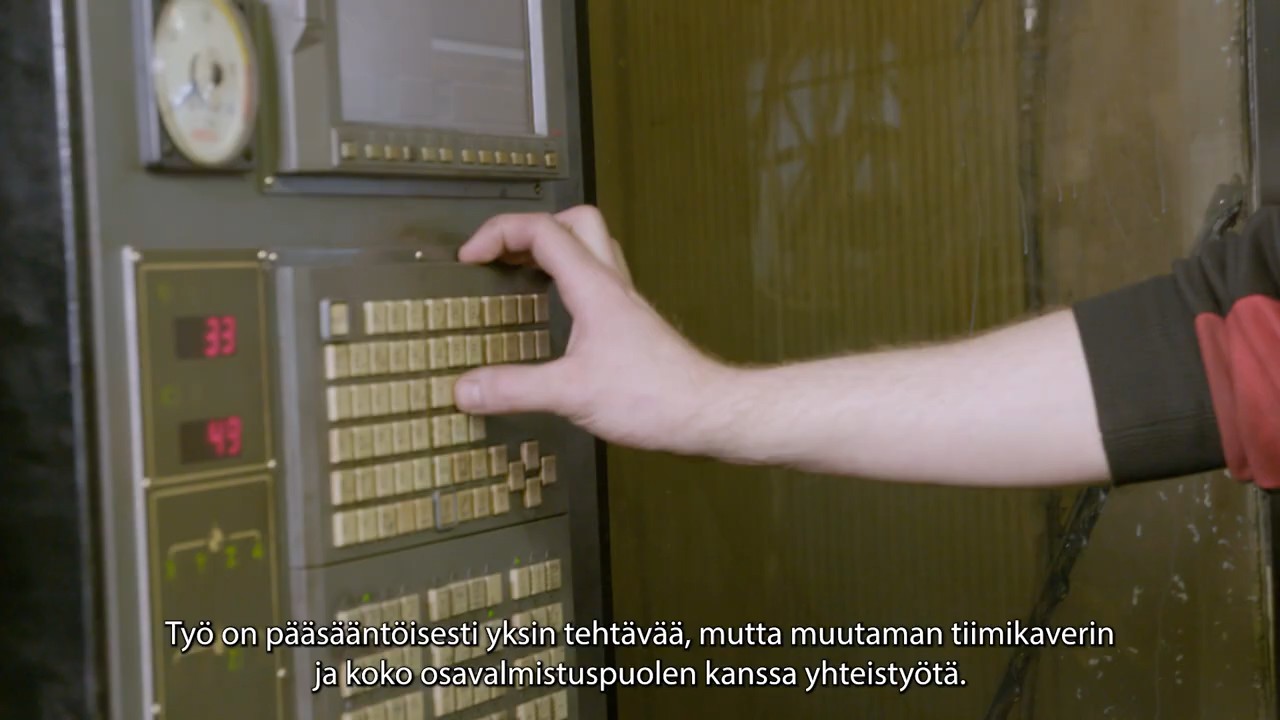 33
49
Työ on pääsääntöisesti yksin tehtävää, mutta muutaman tiimikaverin
ja koko osavalmistuspuolen kanssa yhteistyötä.